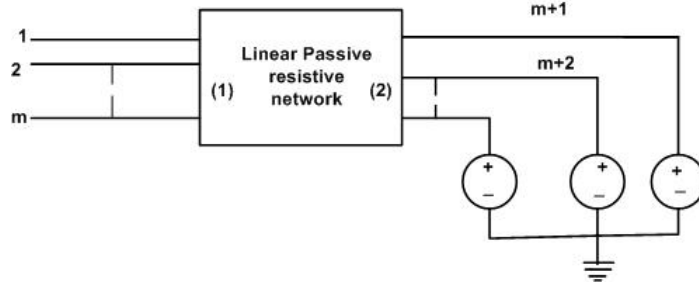 m+1
1
2
m
Linear Passive
resistive
network
(1)
(2)
m+2
+
−
+
−
+
−